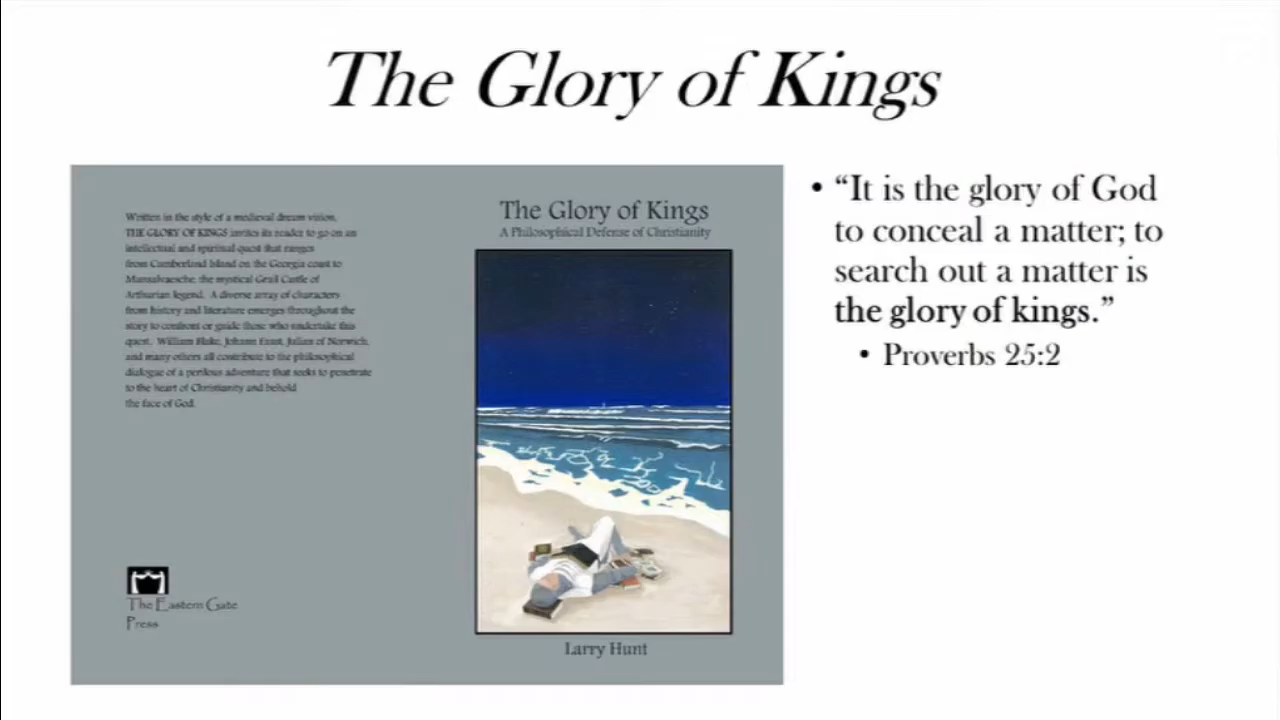 The Glory of Kings
Written in the style of a medieval dream vision,
THE GLORY OF KINGS invites its reader to go on an
intellectual and spiritual quest that ranges
from Cumberland Island on the Georgia coast to
Munsalvaesche, the mystical Grail Castle of
Arthurian legend. A diverse array of characters
from history and literature emerges throughout the
story to confront or guide those who undertake this
quest. William Blake, Johann Faust, Julian of Norwich,
and many others all contribute to the philosophical
dialogue of a perilous adventure that seeks to penetrate
to the heart of Christianity and behold
the face of God.
The Eastern Gate
Press
The Glory of Kings
A Philosophical Defense of Christianity
Larry Hunt
• “It is the glory of God
to conceal a matter; to
search out a matter is
the glory of kings.”
• Proverbs 25:2